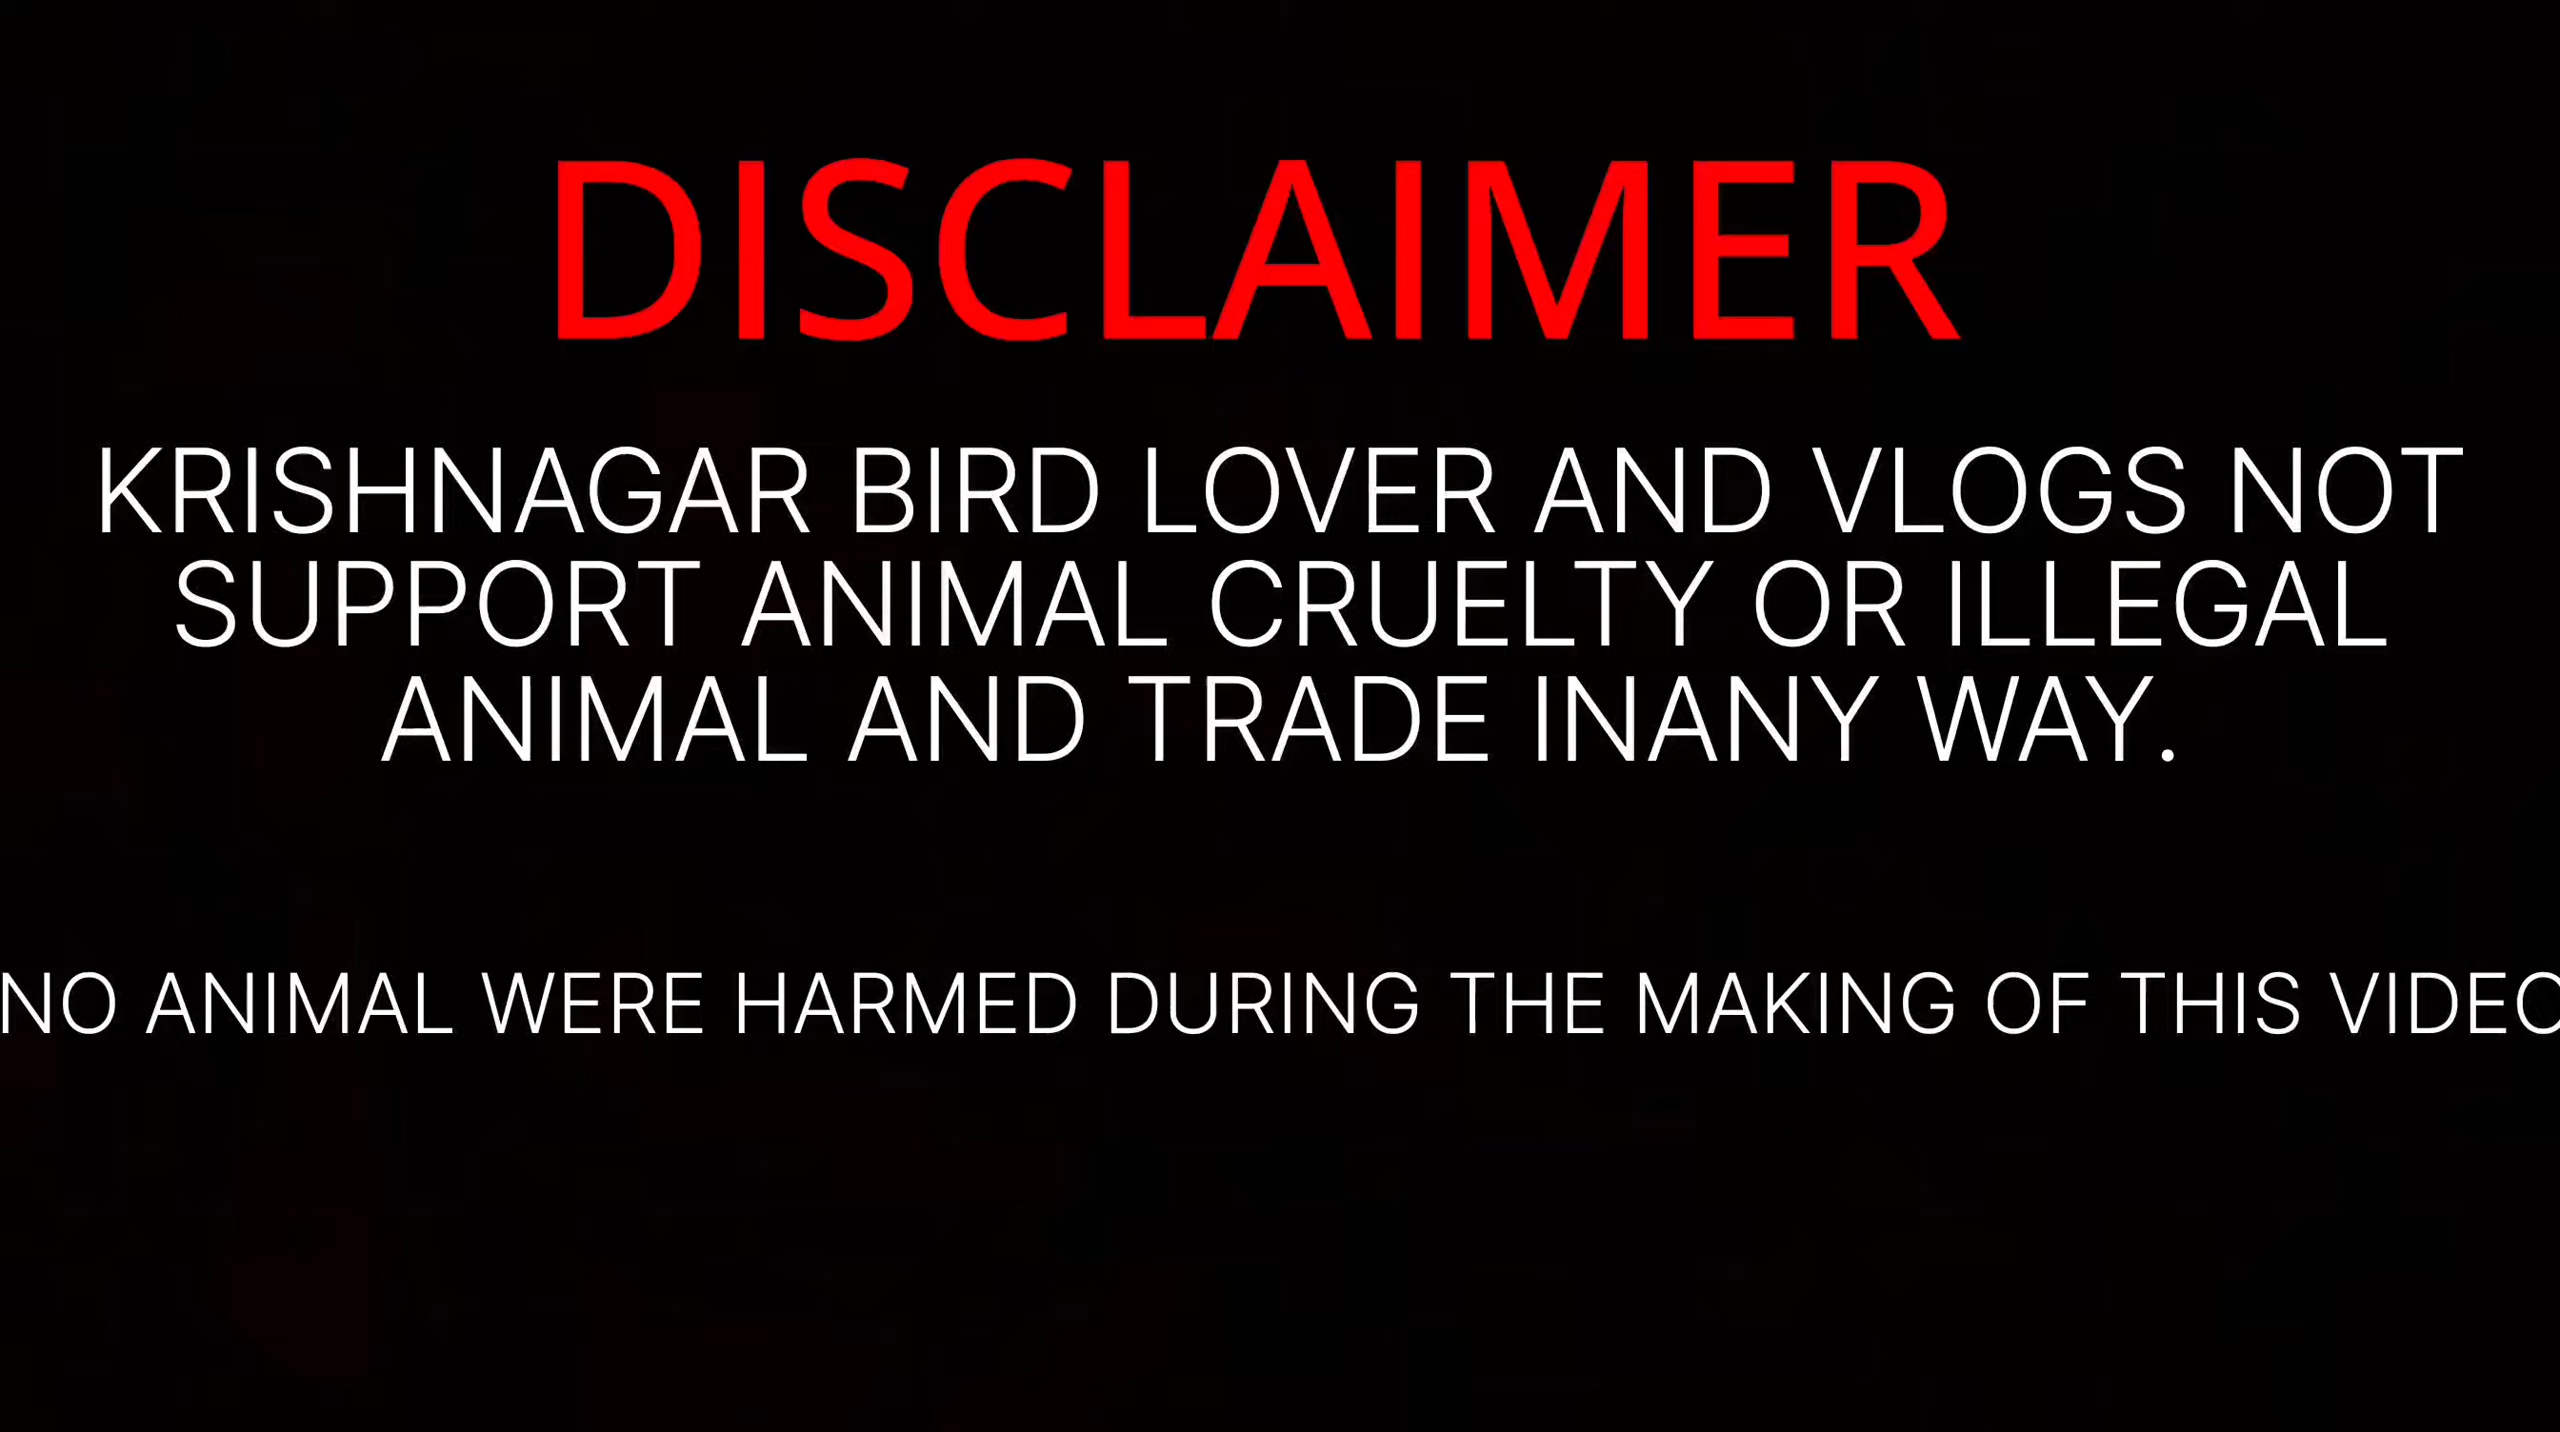 DISCLAIMER
KRISHNAGAR BIRD LOVER AND VLOGS NOT
SUPPORT ANIMAL CRUELTY OR ILLEGAL
ANIMAL AND TRADE INANY WAY.
NO ANIMAL WERE HARMED DURING THE MAKING OF THIS VIDEO